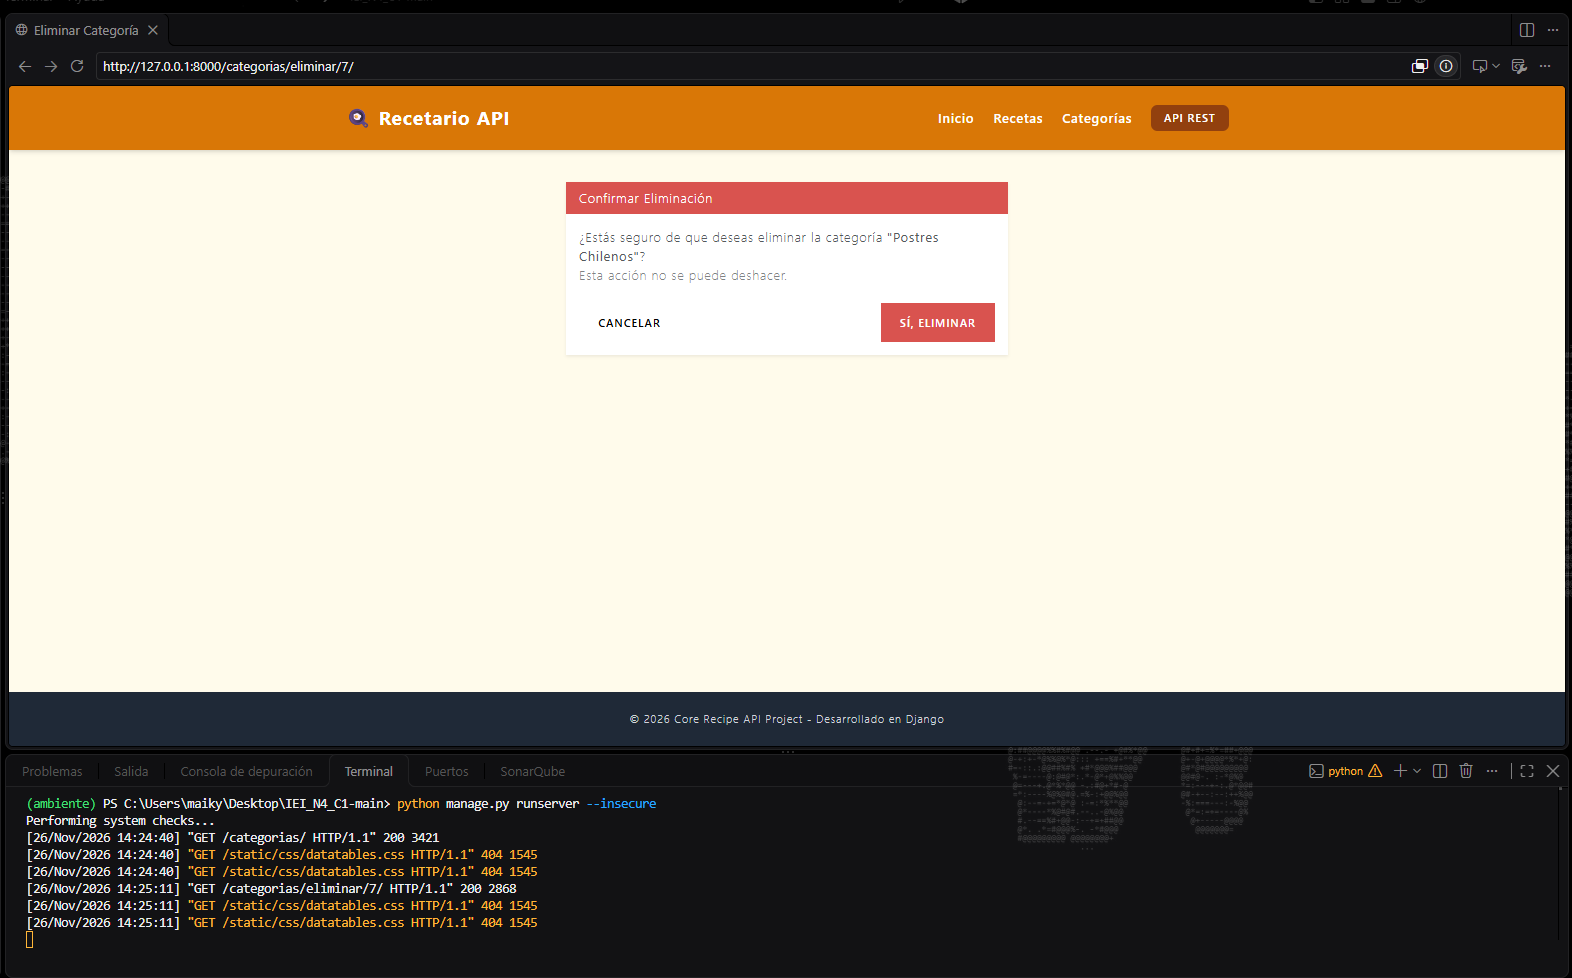 Eliminar Categoría
http://127.0.0.1:8000/categorias/eliminar/7/
Recetario API
Inicio
Recetas
Categorías
API REST
Confirmar Eliminación
¿Estás seguro de que deseas eliminar la categoría "Postres
Chilenos"?
Esta acción no se puede deshacer.
CANCELAR
SÍ, ELIMINAR
© 2026 Core Recipe API Project - Desarrollado en Django
Problemas
Salida
Consola de depuración
Terminal
Puertos
SonarQube
python
(ambiente) PS C:\Users\maiky\Desktop\IEI_N4_C1-main> python manage.py runserver --insecure
Performing system checks...
[26/Nov/2026 14:24:40] "GET /categorias/ HTTP/1.1" 200 3421
[26/Nov/2026 14:24:40] "GET /static/css/datatables.css HTTP/1.1" 404 1545
[26/Nov/2026 14:24:40] "GET /static/css/datatables.css HTTP/1.1" 404 1545
[26/Nov/2026 14:25:11] "GET /categorias/eliminar/7/ HTTP/1.1" 200 2868
[26/Nov/2026 14:25:11] "GET /static/css/datatables.css HTTP/1.1" 404 1545
[26/Nov/2026 14:25:11] "GET /static/css/datatables.css HTTP/1.1" 404 1545